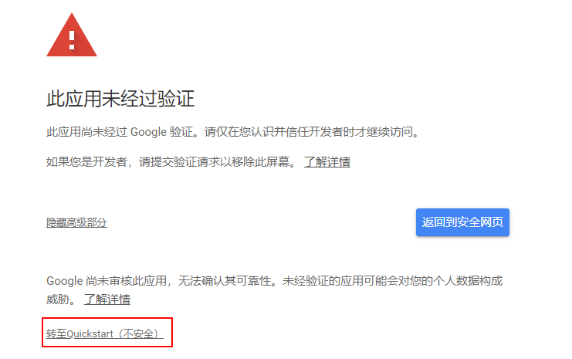 此应用未经过验证
此应用尚未经过 Google 验证。请仅在您认识并信任开发者时才继续访问。
如果您是开发者，请提交验证请求以移除此屏幕。 了解详情
隐藏高级部分
返回到安全网页
Google 尚未审核此应用，无法确认其可靠性。未经验证的应用可能会对您的个人数据构成
威胁。 了解详情
转至Quickstart（不安全）